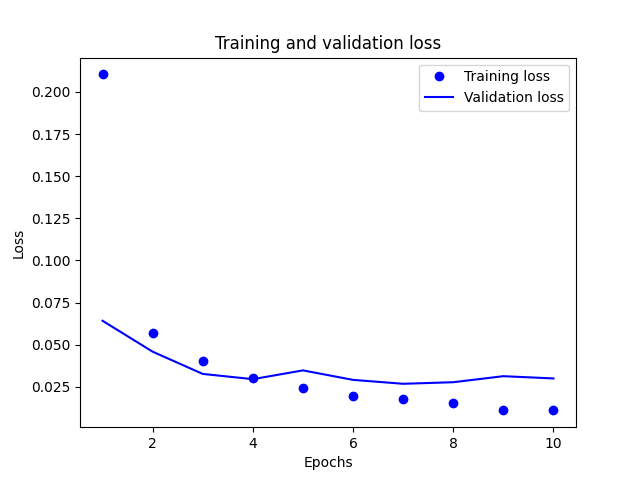 Training and validation loss
Training loss
Validation loss
0.200
0.175
0.150
0.125
0.100
0.075
0.050
0.025
Loss
2
4
6
8
10
Epochs